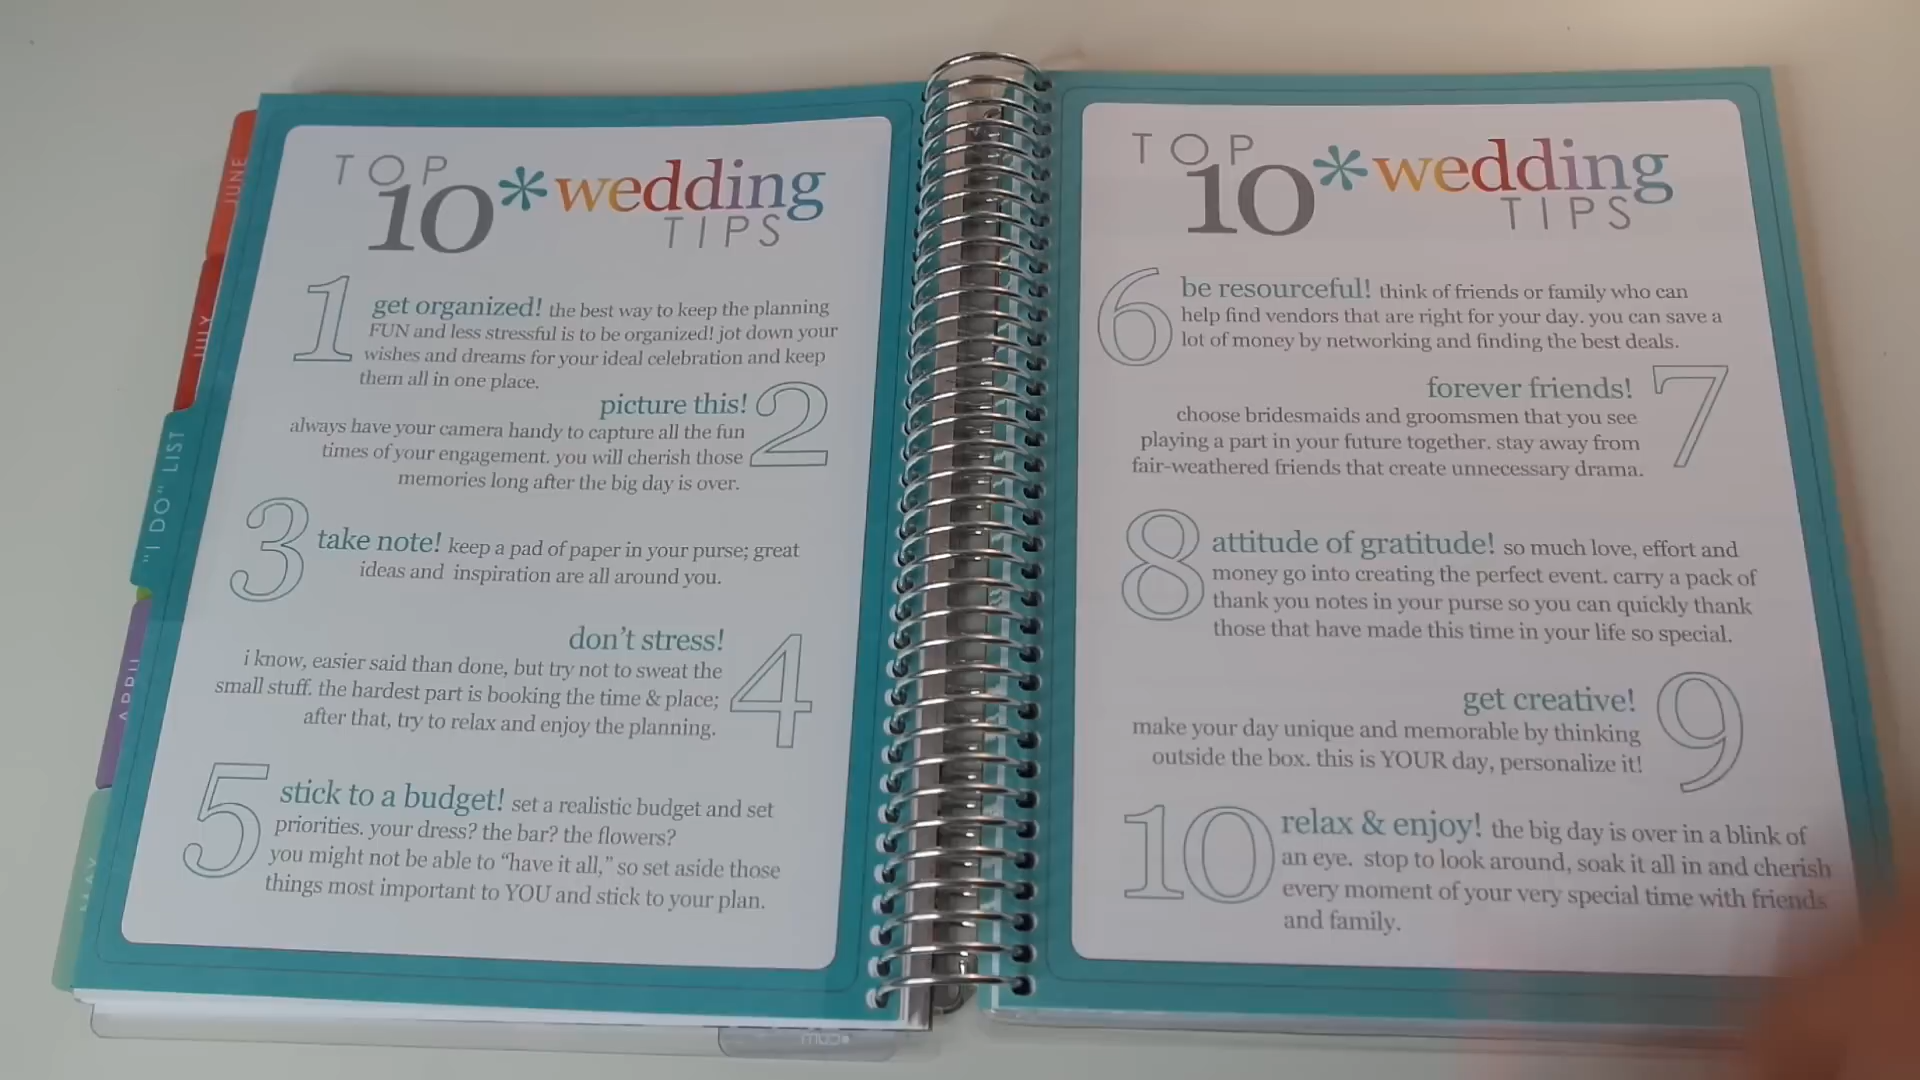 TOP
10*wedding
TIPS
1 get organized! the best way to keep the planning
FUN and less stressful is to be organized! jot down your
wishes and dreams for your ideal celebration and keep
them all in one place.
picture this! 2
always have your camera handy to capture all the fun
times of your engagement. you will cherish those
memories long after the big day is over.
3 take note! keep a pad of paper in your purse; great
ideas and inspiration are all around you.
don't stress! 4
i know, easier said than done, but try not to sweat the
small stuff. the hardest part is booking the time & place;
after that, try to relax and enjoy the planning.
5 stick to a budget! set a realistic budget and set
priorities. your dress? the bar? the flowers?
you might not be able to “have it all,” so set aside those
things most important to YOU and stick to your plan.
TOP
10*wedding
TIPS
6 be resourceful! think of friends or family who can
help find vendors that are right for your day. you can save a
lot of money by networking and finding the best deals.
forever friends! 7
choose bridesmaids and groomsmen that you see
playing a part in your future together. stay away from
fair-weathered friends that create unnecessary drama.
8 attitude of gratitude! so much love, effort and
money go into creating the perfect event. carry a pack of
thank you notes in your purse so you can quickly thank
those that have made this time in your life so special.
get creative! 9
make your day unique and memorable by thinking
outside the box. this is YOUR day, personalize it!
10 relax & enjoy! the big day is over in a blink of
an eye. stop to look around, soak it all in and cherish
every moment of your very special time with friends
and family.
JUNE
JULY
"I DO" LIST
APRIL
MAY